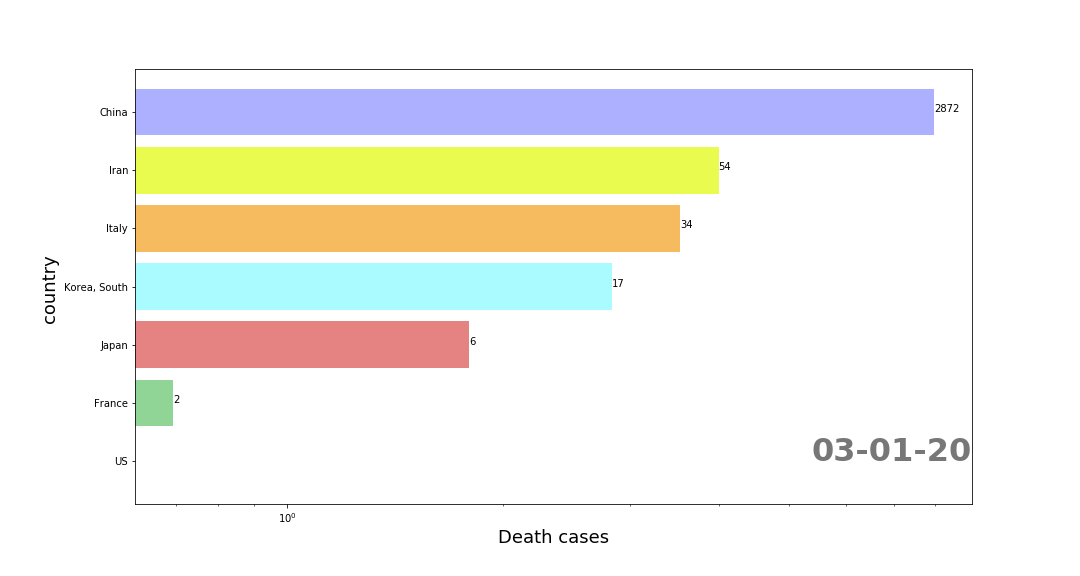 China
2872
Iran
54
Italy
34
Korea, South
17
Japan
6
France
2
US
03-01-20
country
10⁰
Death cases